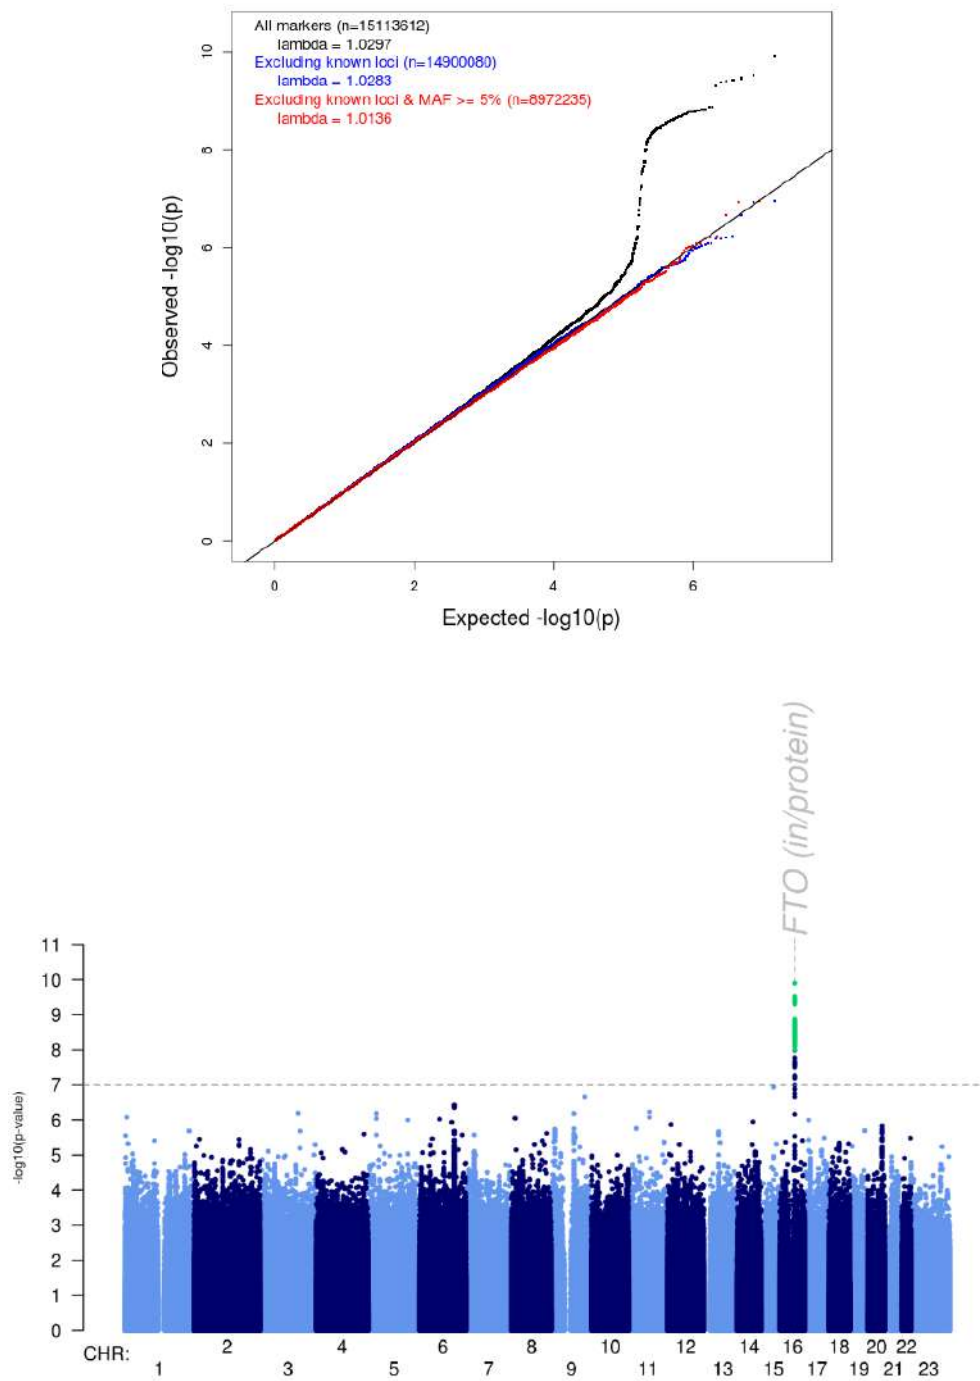 All markers (n=15113612)
lambda = 1.0297
Excluding known loci (n=14900080)
lambda = 1.0283
Excluding known loci & MAF >= 5% (n=8972235)
lambda = 1.0136
10
8
6
4
2
0
Observed -log10(p)
0 2 4 6
Expected -log10(p)
FTO (in/protein)
11
10
9
8
7
6
5
4
3
2
1
0
-log10(p-value)
CHR:
2 4 6 8 10 12 14 16 18 20 22
1 3 5 7 9 11 13 15 17 19 21 23